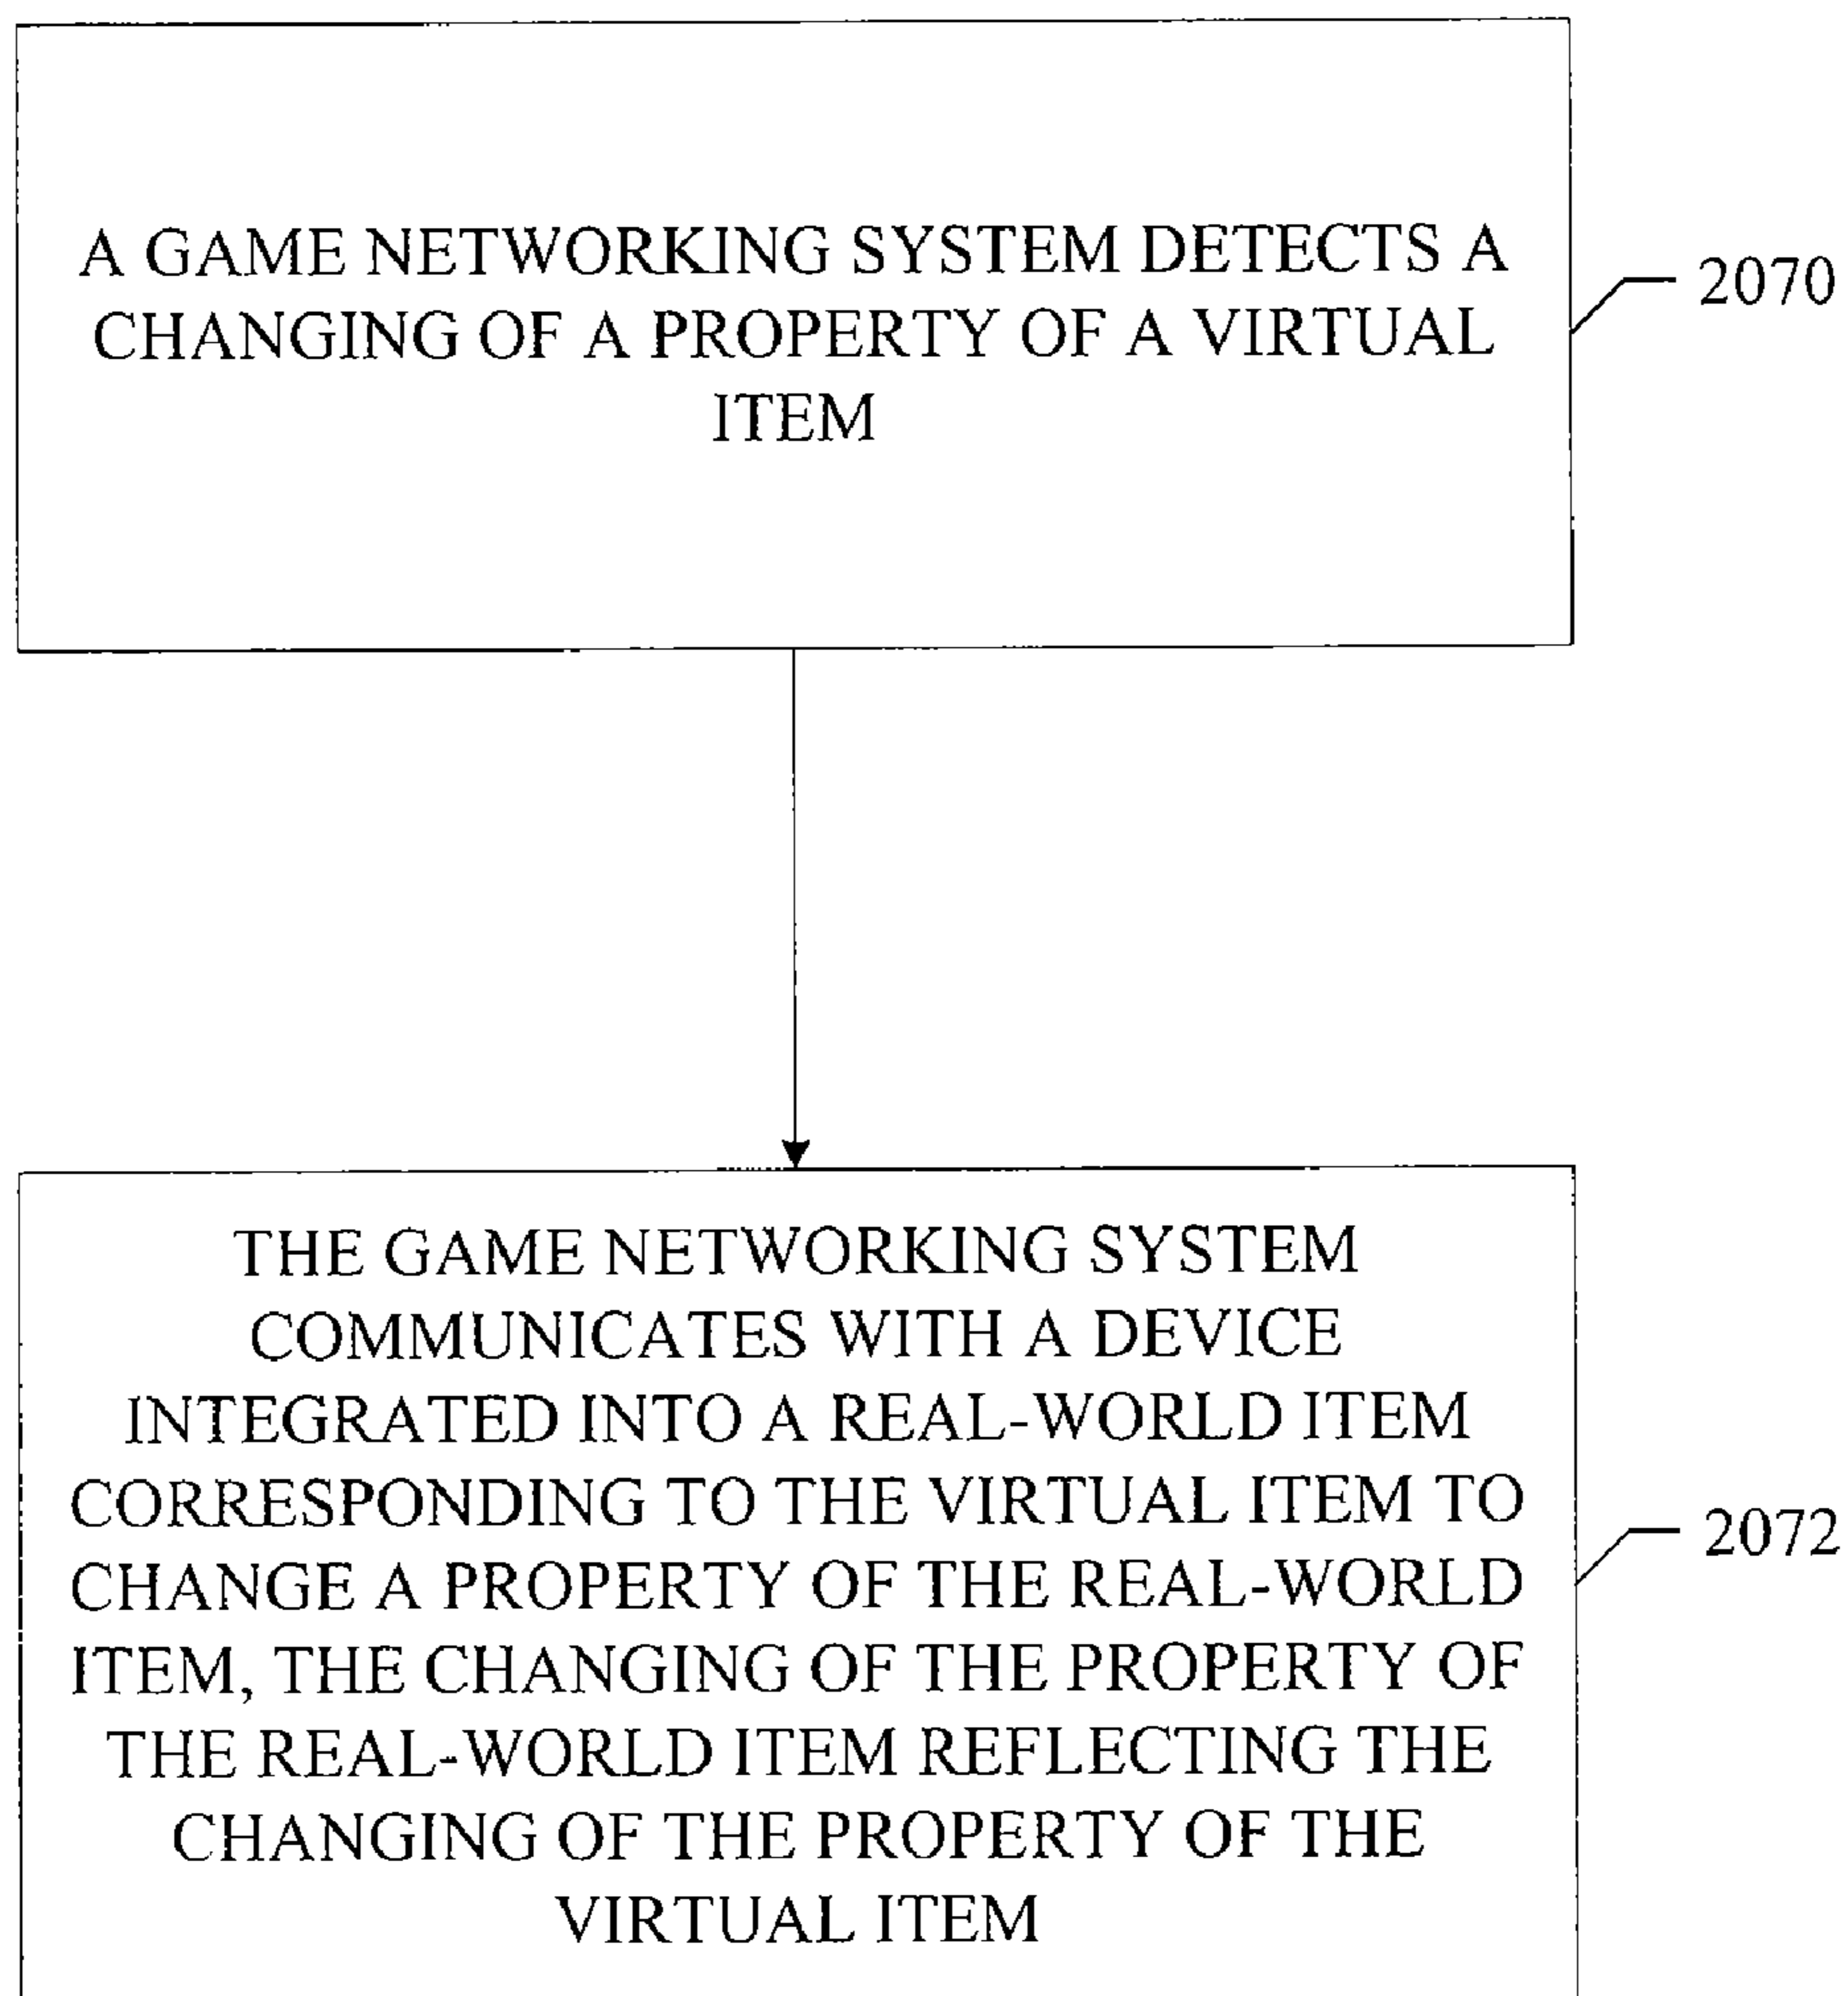 A GAME NETWORKING SYSTEM DETECTS A
CHANGING OF A PROPERTY OF A VIRTUAL
ITEM
2070
THE GAME NETWORKING SYSTEM
COMMUNICATES WITH A DEVICE
INTEGRATED INTO A REAL-WORLD ITEM
CORRESPONDING TO THE VIRTUAL ITEM TO
CHANGE A PROPERTY OF THE REAL-WORLD
ITEM, THE CHANGING OF THE PROPERTY OF
THE REAL-WORLD ITEM REFLECTING THE
CHANGING OF THE PROPERTY OF THE
VIRTUAL ITEM
2072